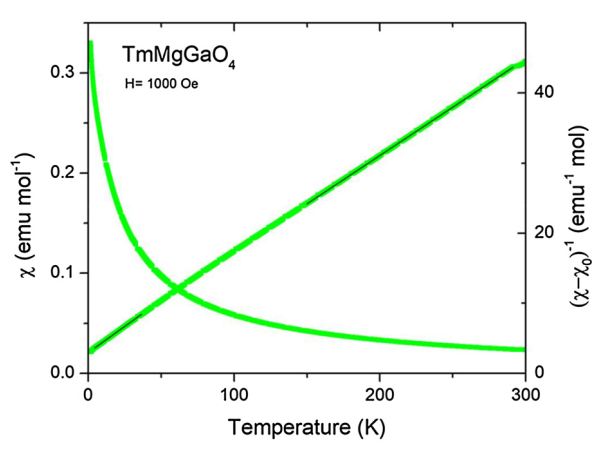 TmMgGaO4
H= 1000 Oe
χ (emu mol-1)
0.3
0.2
0.1
0.0
40
20
0
(χ−χ0)-1 (emu-1 mol)
0
100
200
300
Temperature (K)